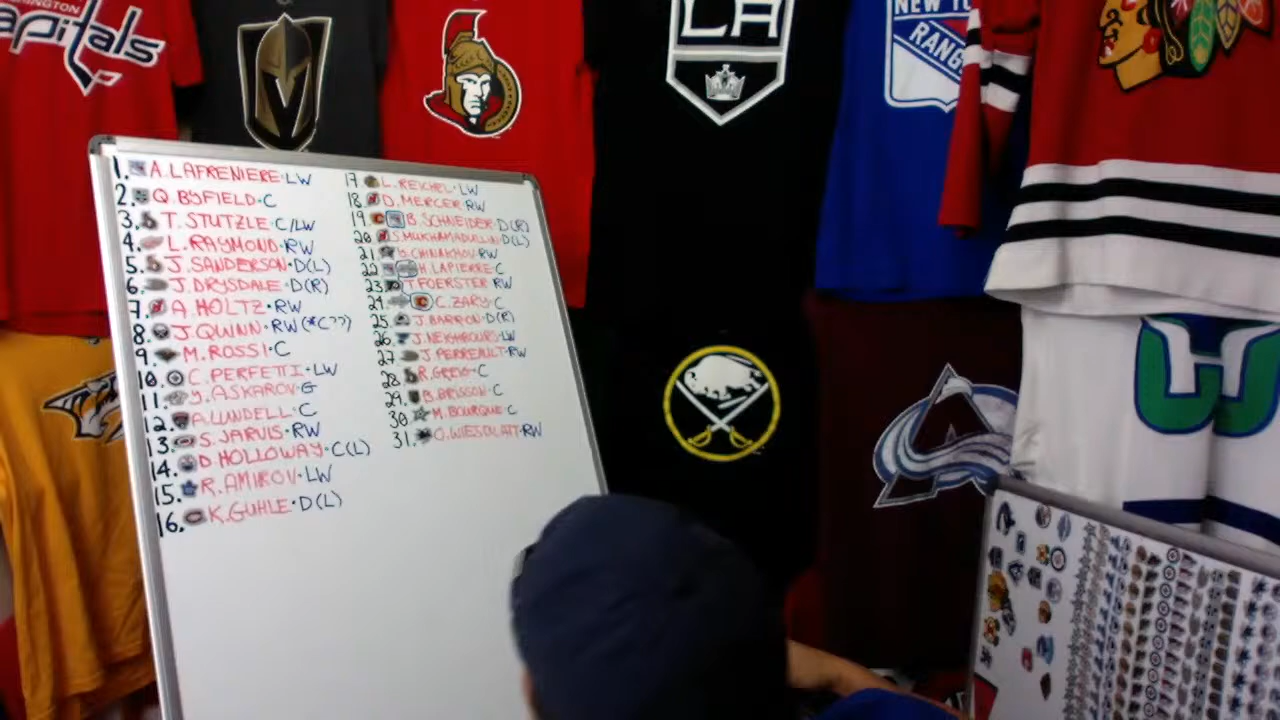 WASHINGTON
capitals
LA
NEW YO
RANG
1. A. LAFRENIERE · LW
2. Q. BYFIELD · C
3. T. STUTZLE · C/LW
4. L. RAYMOND · RW
5. J. SANDERSON · D(L)
6. J. DRYSDALE · D(R)
7. A. HOLTZ · RW
8. J. QUINN · RW (*C??)
9. M. ROSSI · C
10. C. PERFETTI · LW
11. Y. ASKAROV · G
12. A. LUNDELL · C
13. S. JARVIS · RW
14. D. HOLLOWAY · C(L)
15. R. AMIROV · LW
16. K. GUHLE · D(L)
17. L. REICHEL · LW
18. D. MERCER · RW
19. B. SCHNEIDER · D(R)
20. S. MUKHAMADULLIN · D(L)
21. Y. CHINAKHOV · RW
22. H. LAPIERRE · C
23. T. FOERSTER RW
24. C. ZARY · C
25. J. BARRON · D(R)
26. J. NEIGHBOURS · LW
27. J. PERREAULT · RW
28. R. GREIG · C
29. B. BRISSON · C
30. M. BOURQUE · C
31. O. WIESBLATT · RW